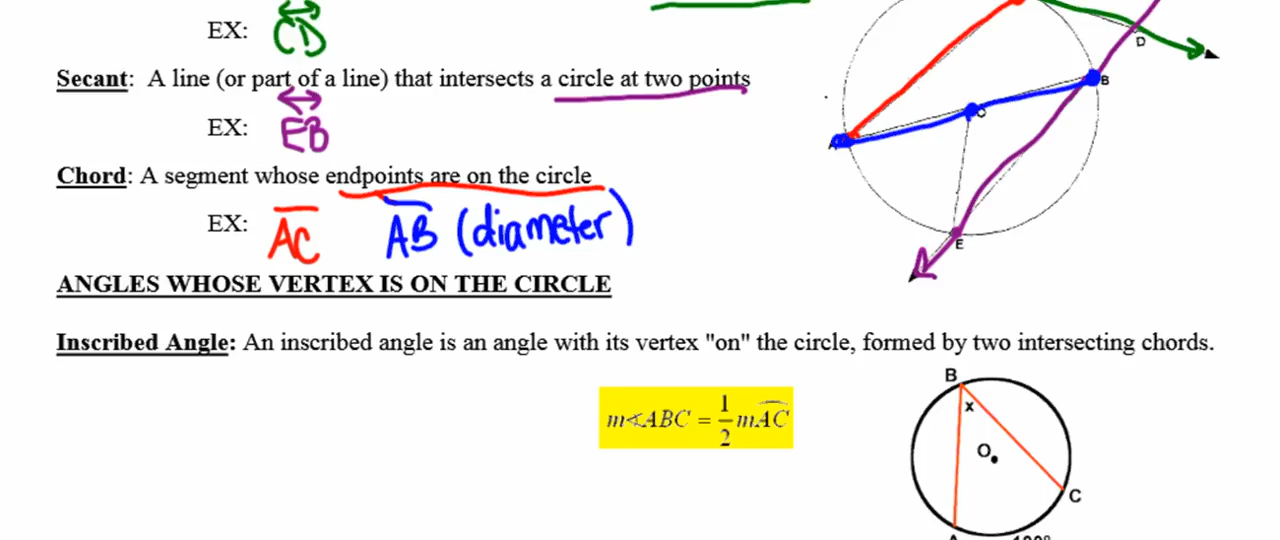 EX: CD
Secant: A line (or part of a line) that intersects a circle at two points
EX: EB
Chord: A segment whose endpoints are on the circle
EX: AC AB (diameter)
D
B
O
A
E
ANGLES WHOSE VERTEX IS ON THE CIRCLE
Inscribed Angle: An inscribed angle is an angle with its vertex "on" the circle, formed by two intersecting chords.
m∢ABC = 1/2 mAC
B
x
O
C
A